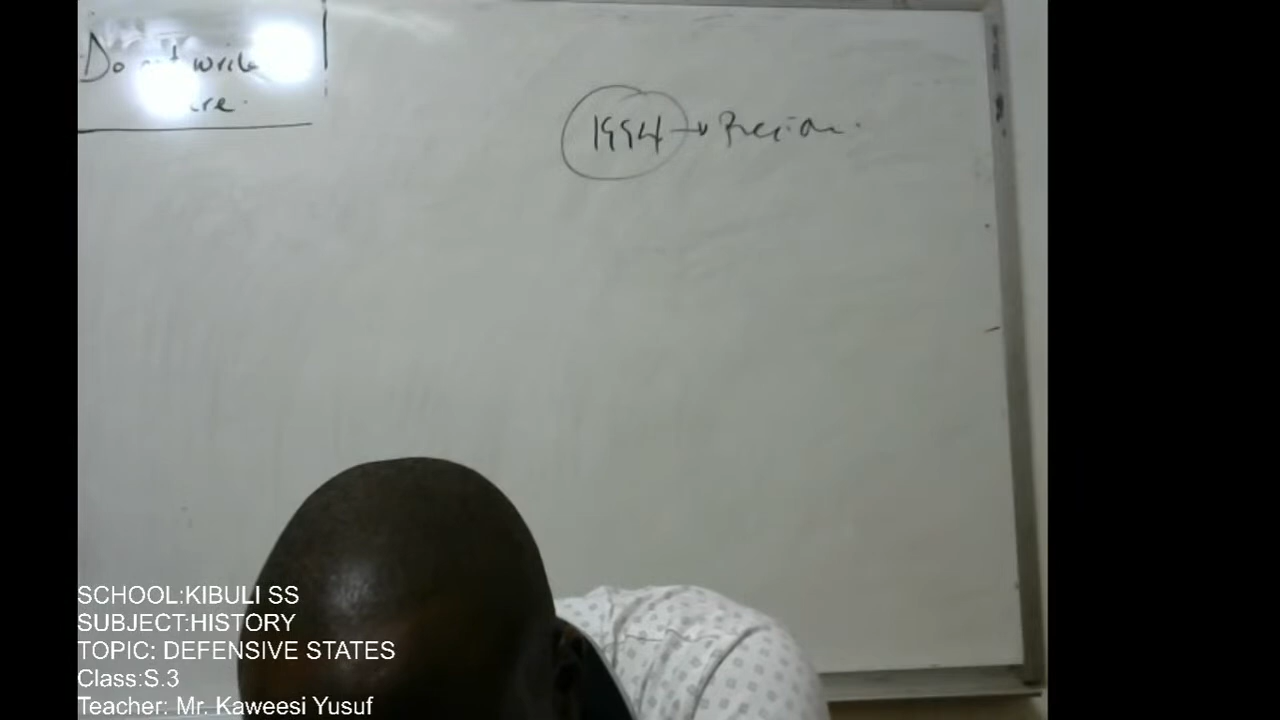 Do not write
here.
1994 →
SCHOOL:KIBULI SS
SUBJECT:HISTORY
TOPIC: DEFENSIVE STATES
Class:S.3
Teacher: Mr. Kaweesi Yusuf